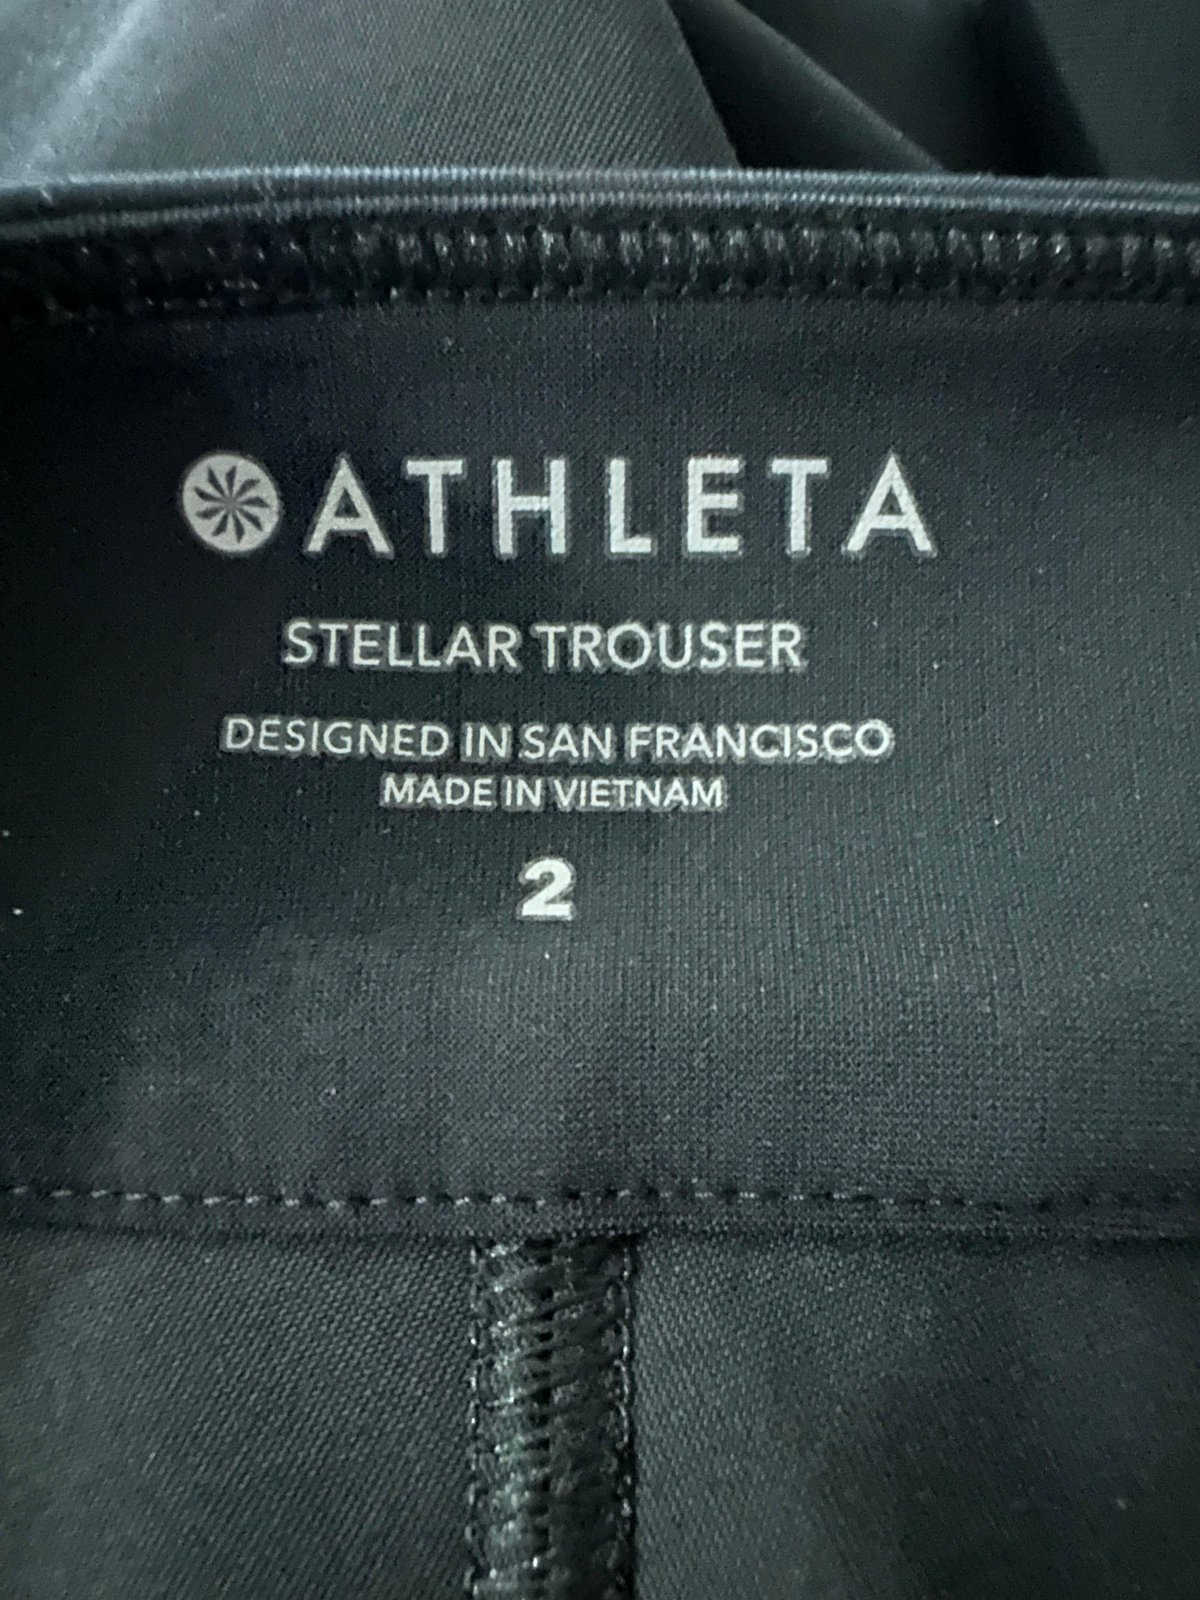 ATHLETA
STELLAR TROUSER
DESIGNED IN SAN FRANCISCO
MADE IN VIETNAM
2